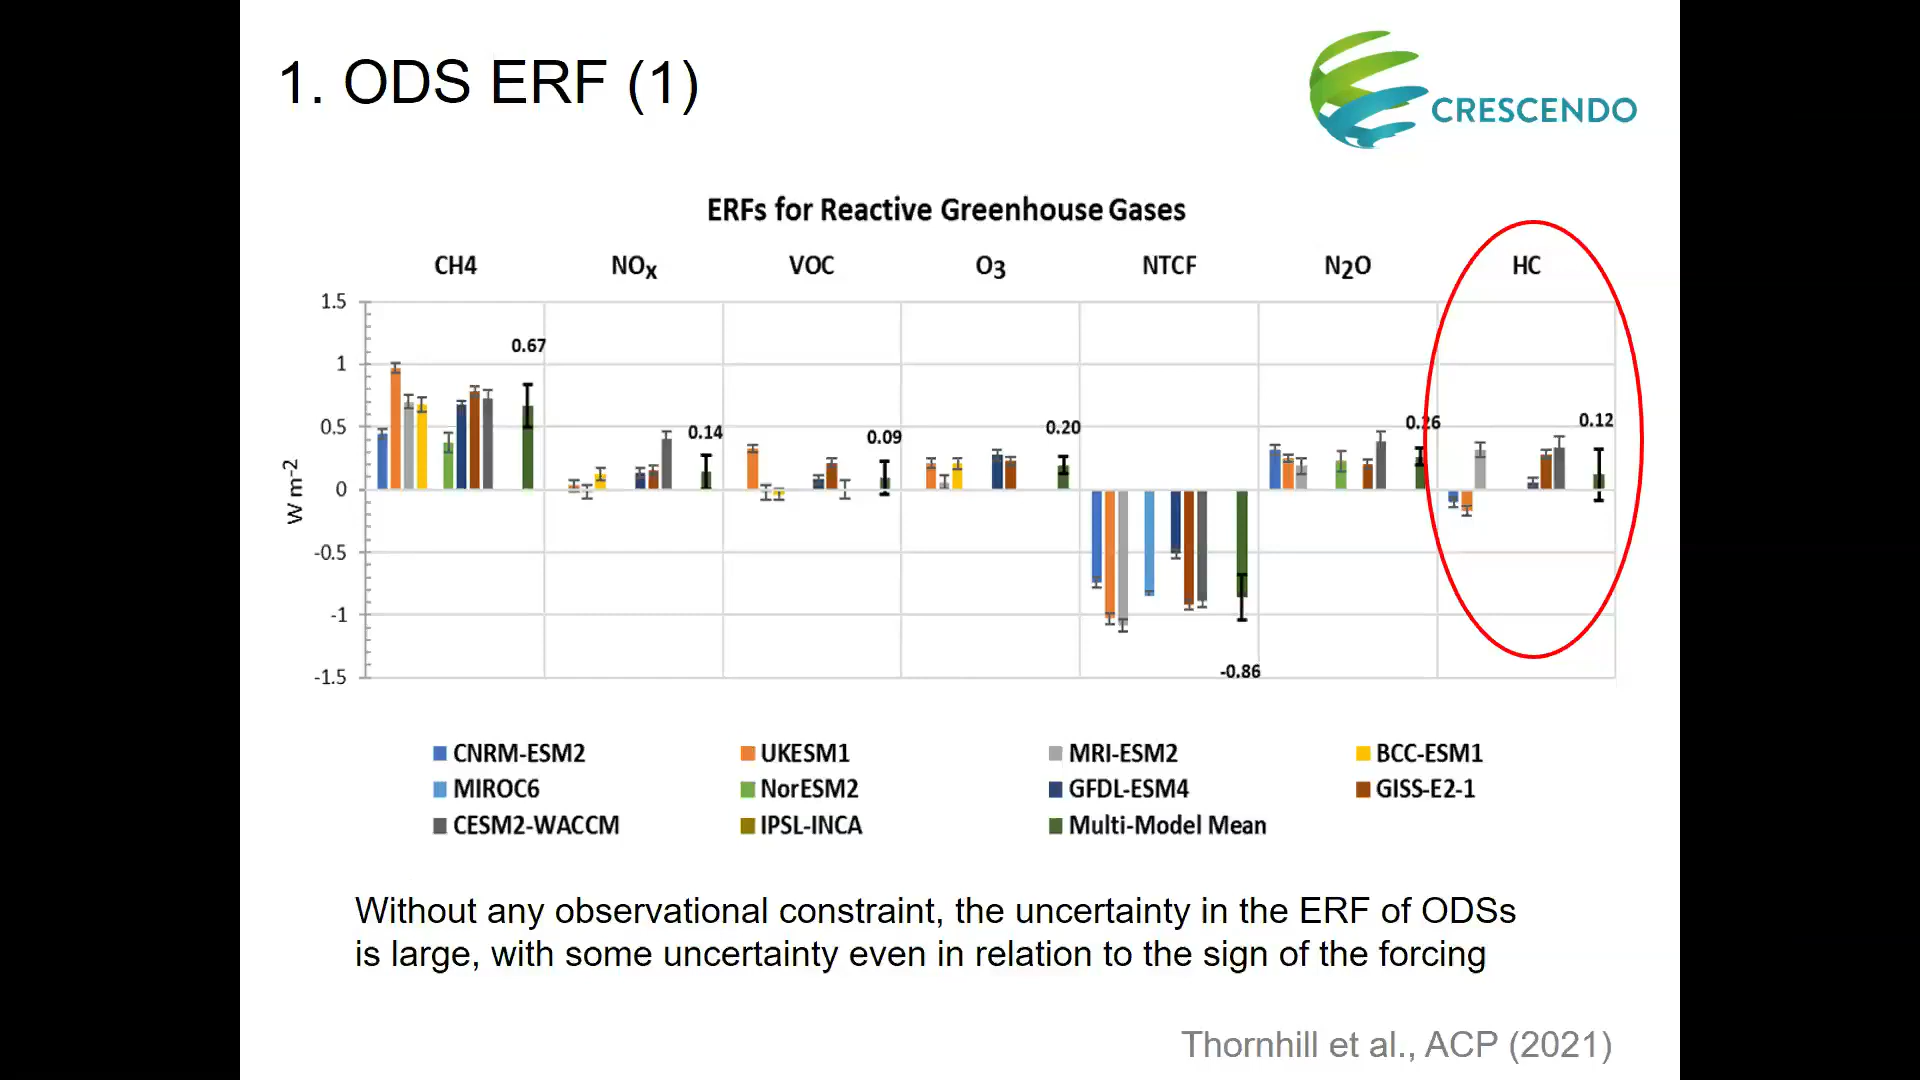 1. ODS ERF (1)
CRESCENDO
ERFs for Reactive Greenhouse Gases
CH4 NOx VOC O3 NTCF N2O HC
1.5
1
0.5
0
-0.5
-1
-1.5
W m-2
0.67
0.14
0.09
0.20
-0.86
0.26
0.12
CNRM-ESM2 UKESM1 MRI-ESM2 BCC-ESM1
MIROC6 NorESM2 GFDL-ESM4 GISS-E2-1
CESM2-WACCM IPSL-INCA Multi-Model Mean
Without any observational constraint, the uncertainty in the ERF of ODSs
is large, with some uncertainty even in relation to the sign of the forcing
Thornhill et al., ACP (2021)